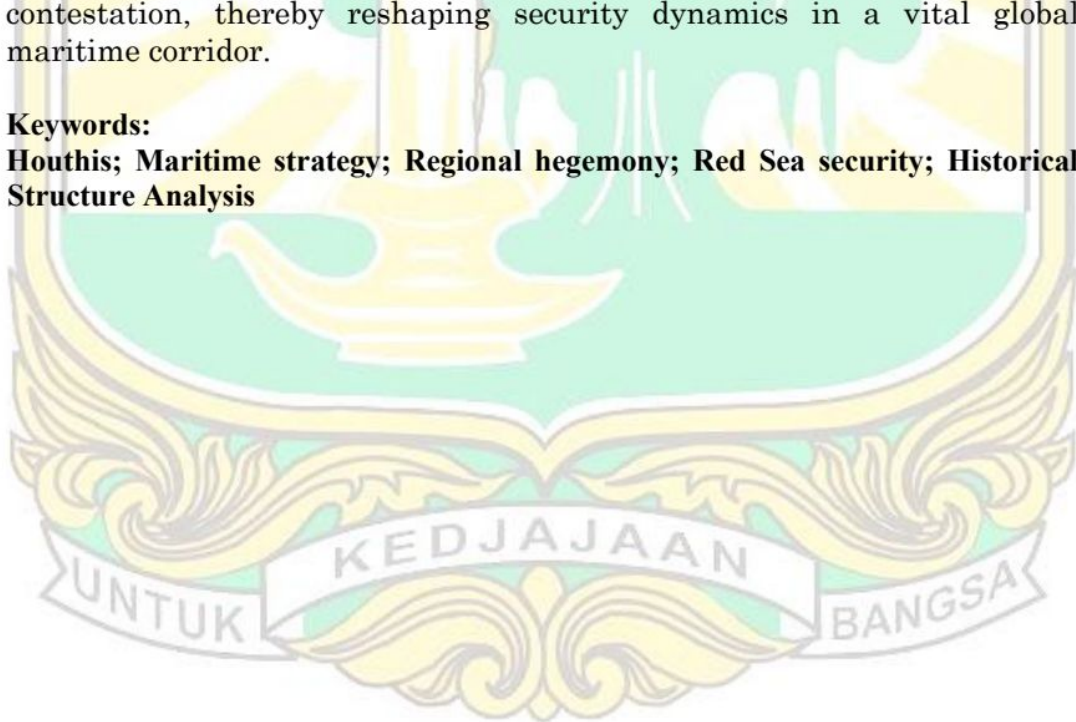 contestation, thereby reshaping security dynamics in a vital global
maritime corridor.
Keywords:
Houthis; Maritime strategy; Regional hegemony; Red Sea security; Historical
Structure Analysis
UNTUK KEDJAJAAN BANGSA